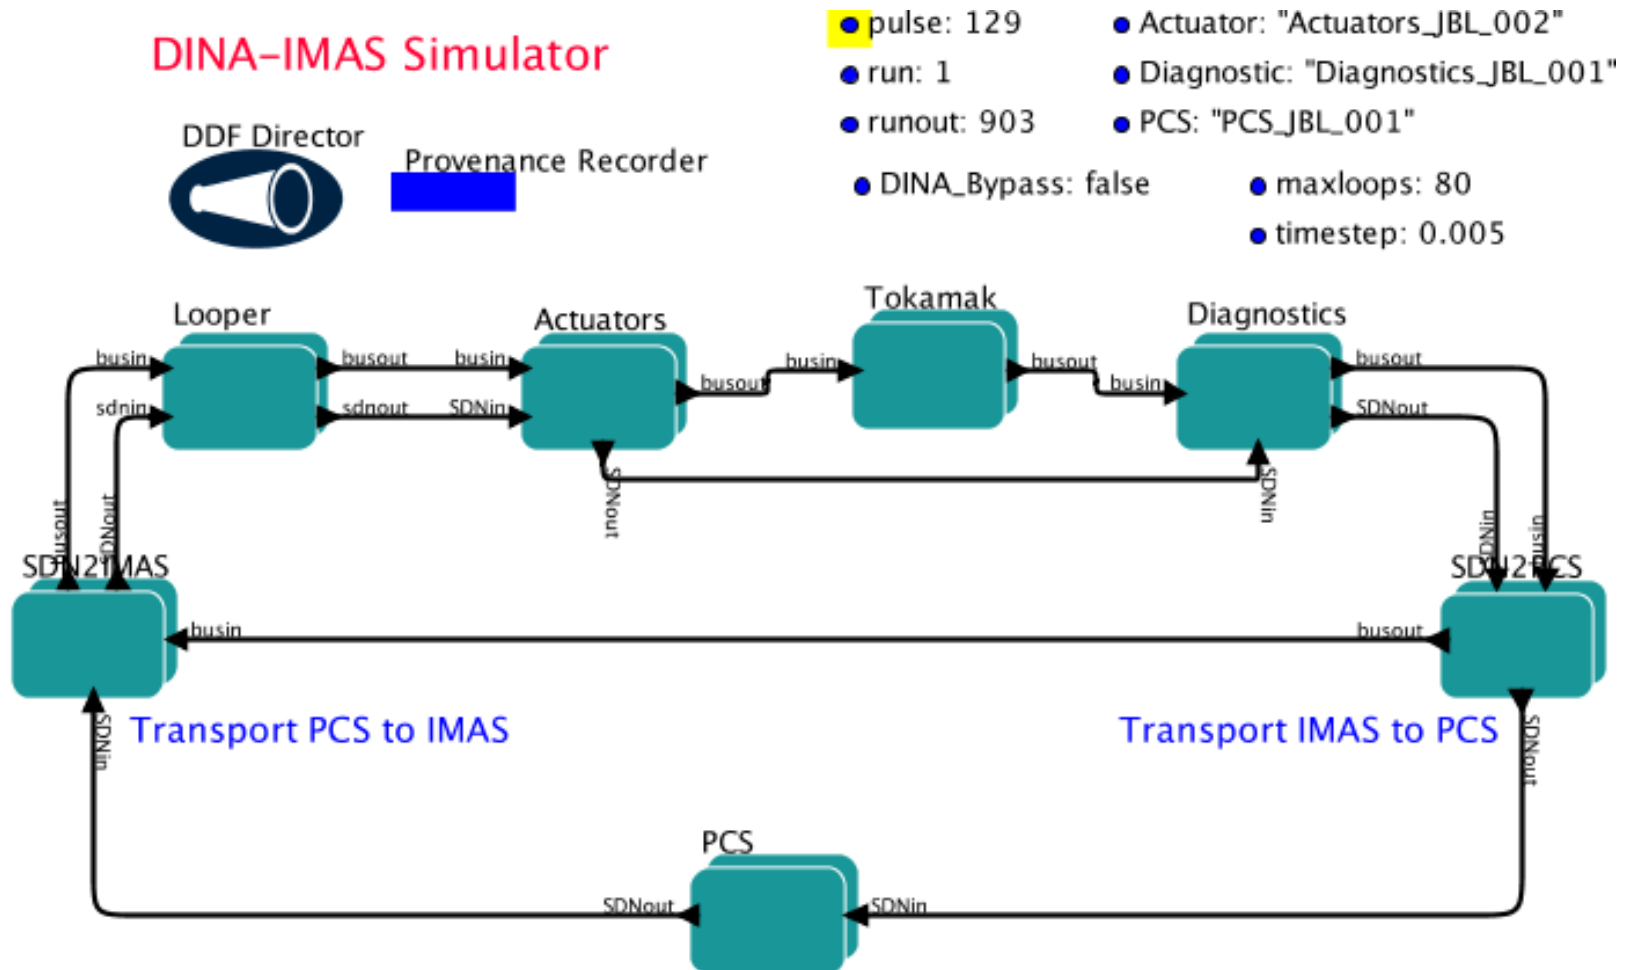 DINA-IMAS Simulator
pulse: 129
run: 1
runout: 903
Actuator: "Actuators_JBL_002"
Diagnostic: "Diagnostics_JBL_001"
PCS: "PCS_JBL_001"
DINA_Bypass: false
maxloops: 80
timestep: 0.005
DDF Director
Provenance Recorder
Looper
busin
sdnin
busout
sdnout
Actuators
busin
SDNin
busout
SDNout
Tokamak
busin
busout
Diagnostics
busin
SDNin
busout
SDNout
SDN2IMAS
busout
SDNout
busin
SDNin
Transport PCS to IMAS
SDN2PCS
SDNin
busin
busout
SDNout
Transport IMAS to PCS
PCS
SDNout
SDNin